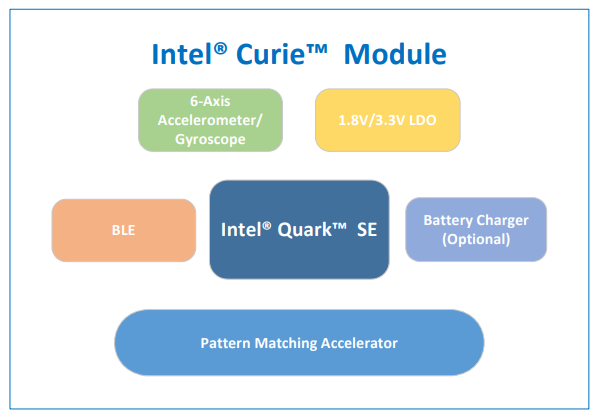 Intel® Curie™ Module
6-Axis
Accelerometer/
Gyroscope
1.8V/3.3V LDO
BLE
Intel® Quark™ SE
Battery Charger
(Optional)
Pattern Matching Accelerator